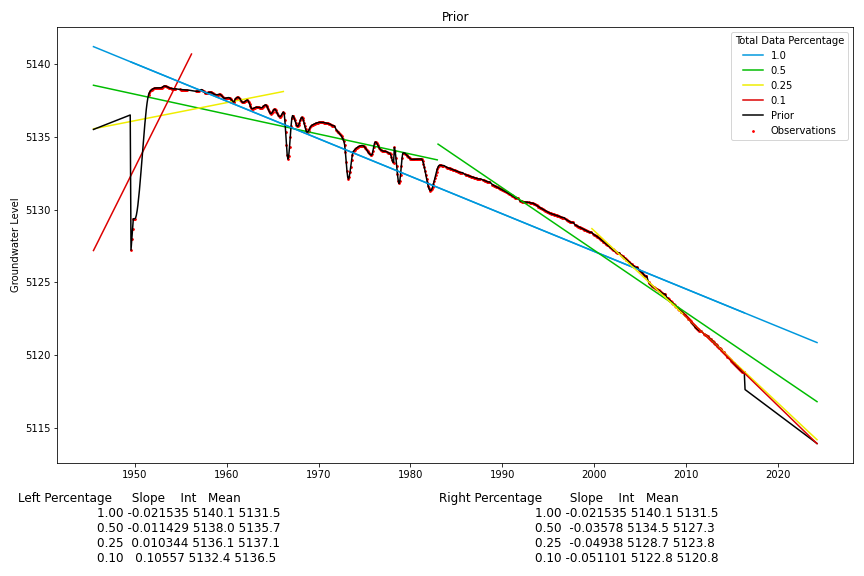 Prior
Total Data Percentage
1.0
0.5
0.25
0.1
Prior
Observations
Groundwater Level
5140
5135
5130
5125
5120
5115
1950 1960 1970 1980 1990 2000 2010 2020
Left Percentage Slope Int Mean
1.00 -0.021535 5140.1 5131.5
0.50 -0.011429 5138.0 5135.7
0.25 0.010344 5136.1 5137.1
0.10 0.10557 5132.4 5136.5
Right Percentage Slope Int Mean
1.00 -0.021535 5140.1 5131.5
0.50 -0.03578 5134.5 5127.3
0.25 -0.04938 5128.7 5123.8
0.10 -0.051101 5122.8 5120.8